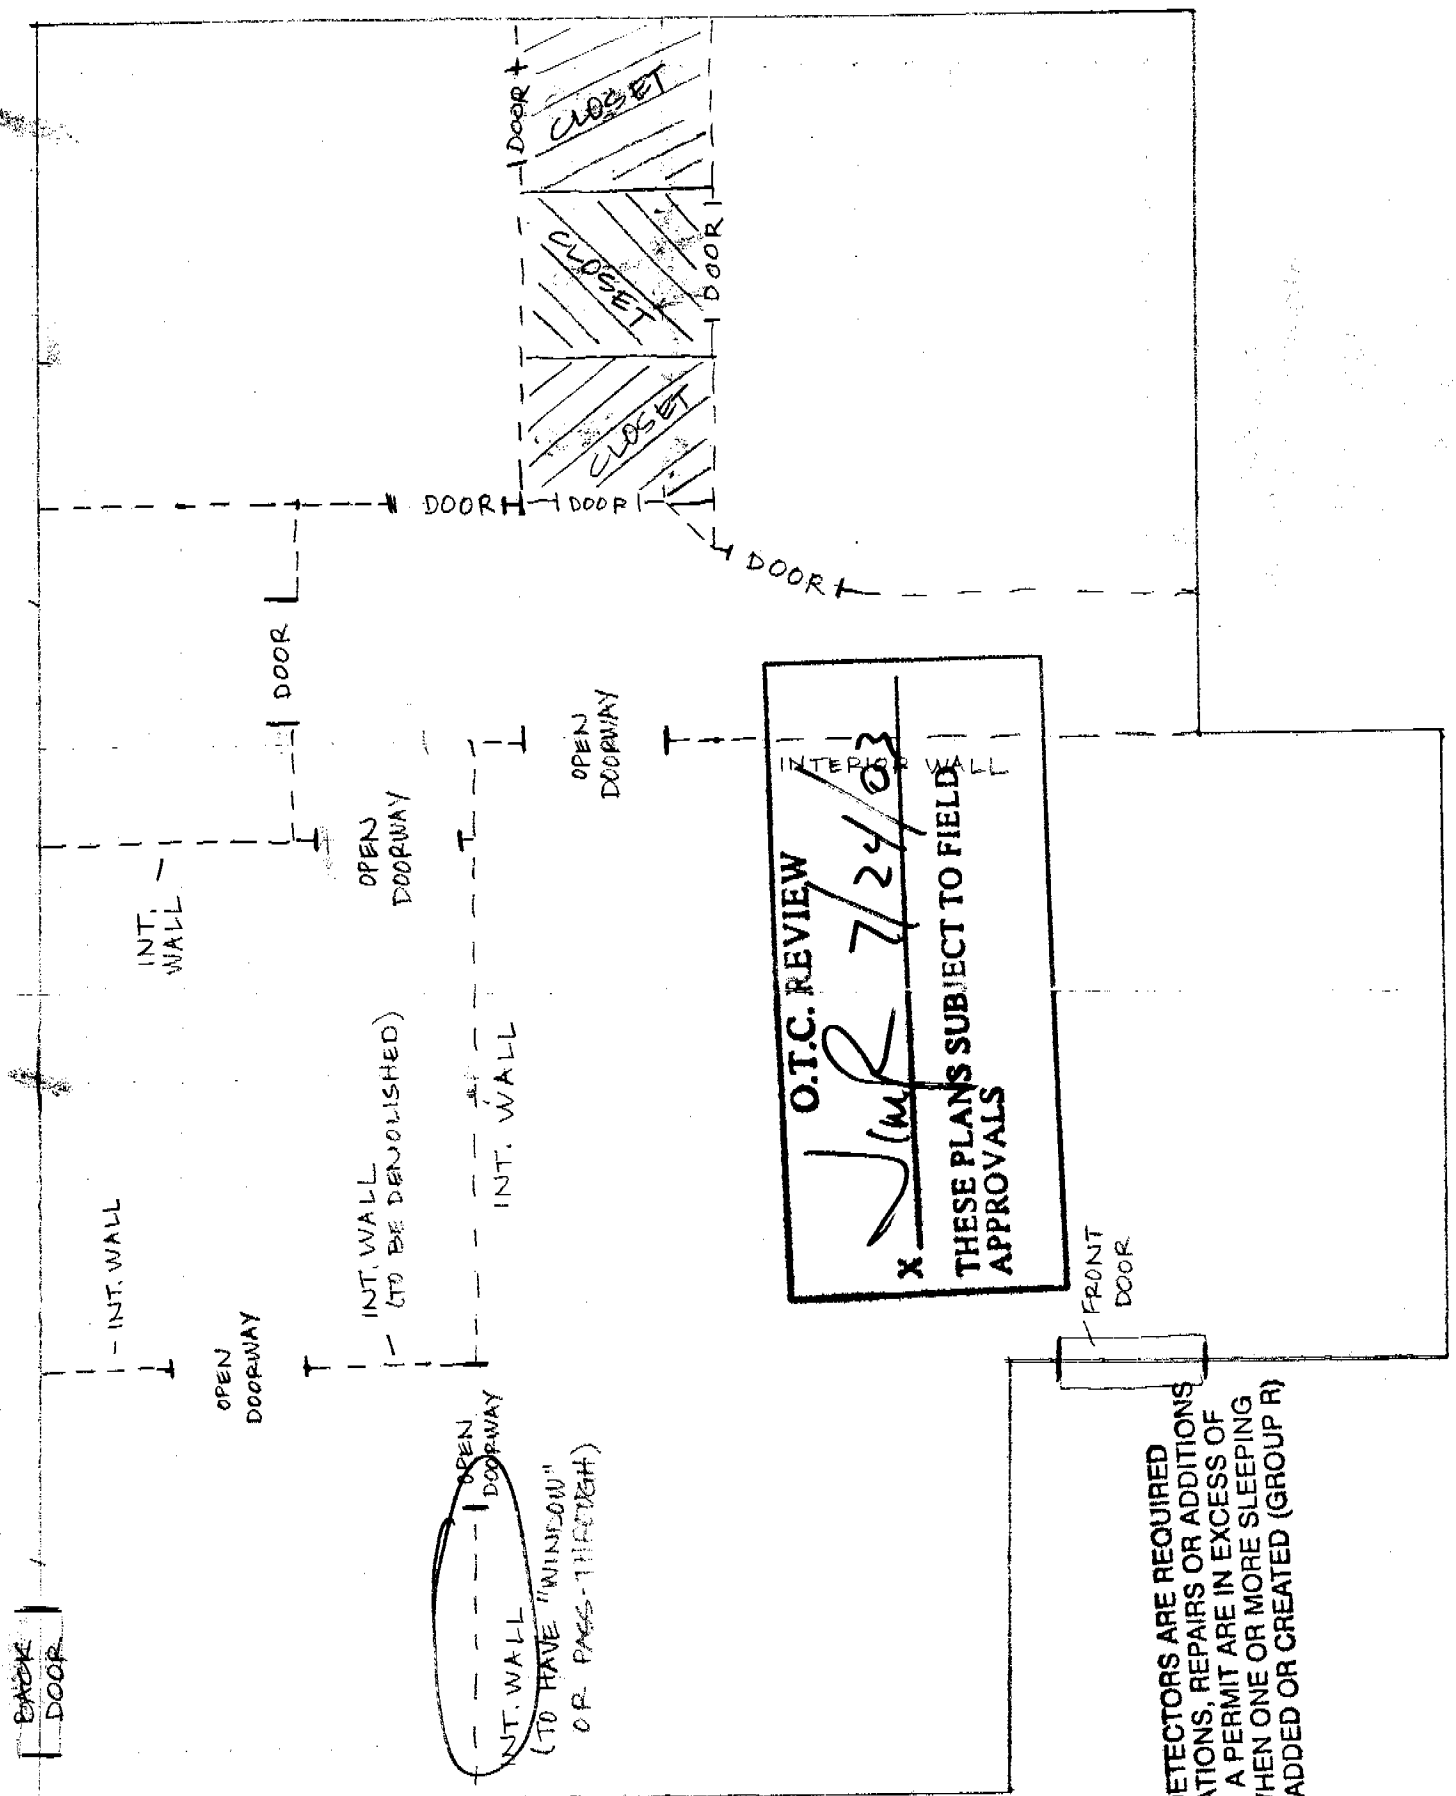 DOOR
CLOSET
CLOSET
DOOR
CLOSET
DOOR
DOOR
DOOR
DOOR
OPEN
DOORWAY
INTERIOR WALL
OPEN
DOORWAY
INT.
WALL
O.T.C. REVIEW
X JmR 7/24/03
THESE PLANS SUBJECT TO FIELD
APPROVALS
INT. WALL
(TO BE DEMOLISHED)
INT. WALL
INT. WALL
OPEN
DOORWAY
FRONT
DOOR
OPEN
DOORWAY
INT. WALL
(TO HAVE "WINDOW"
OR PASS-THROUGH)
BACK
DOOR
ETECTORS ARE REQUIRED
ATIONS, REPAIRS OR ADDITIONS
A PERMIT ARE IN EXCESS OF
HEN ONE OR MORE SLEEPING
ADDED OR CREATED (GROUP R)